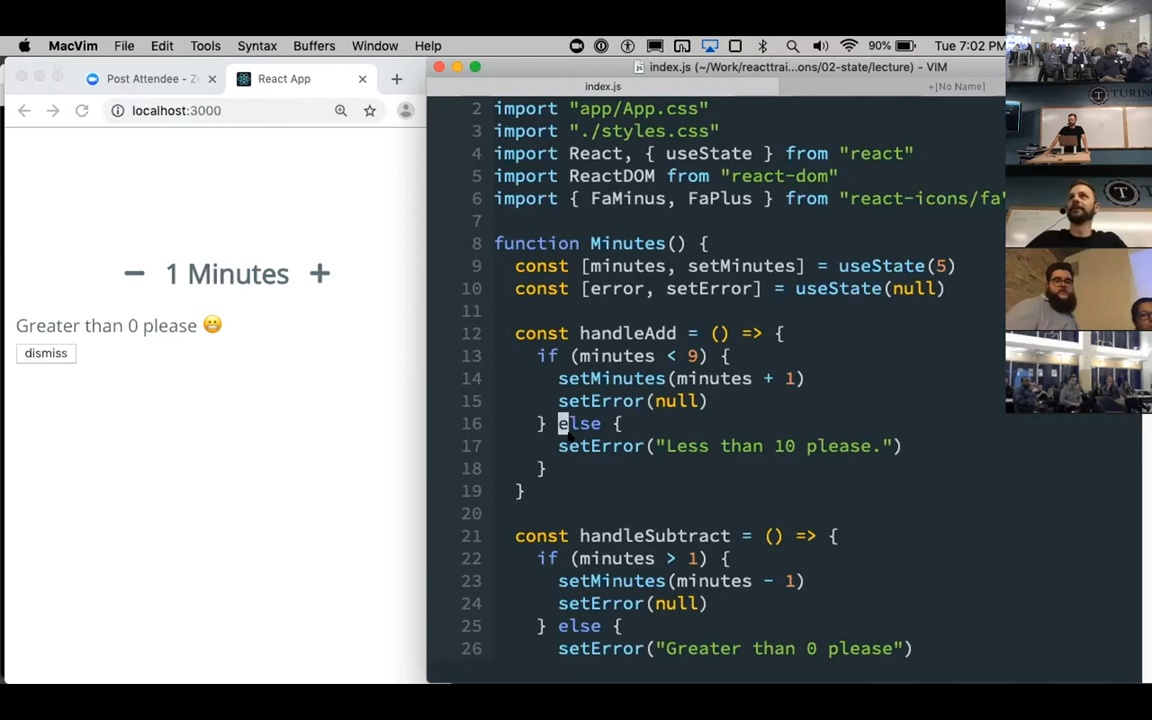 MacVim File Edit Tools Syntax Buffers Window Help 90% Tue 7:02 PM
Post Attendee - Z
React App
index.js (~/Work/reacttrai...ons/02-state/lecture) - VIM
index.js
+[No Name]
localhost:3000
1 Minutes
Greater than 0 please 😬
dismiss
2 import "app/App.css"
3 import "./styles.css"
4 import React, { useState } from "react"
5 import ReactDOM from "react-dom"
6 import { FaMinus, FaPlus } from "react-icons/fa"
7
8 function Minutes() {
9 const [minutes, setMinutes] = useState(5)
10 const [error, setError] = useState(null)
11
12 const handleAdd = () => {
13 if (minutes < 9) {
14 setMinutes(minutes + 1)
15 setError(null)
16 } else {
17 setError("Less than 10 please.")
18 }
19 }
20
21 const handleSubtract = () => {
22 if (minutes > 1) {
23 setMinutes(minutes - 1)
24 setError(null)
25 } else {
26 setError("Greater than 0 please")
TURING
T